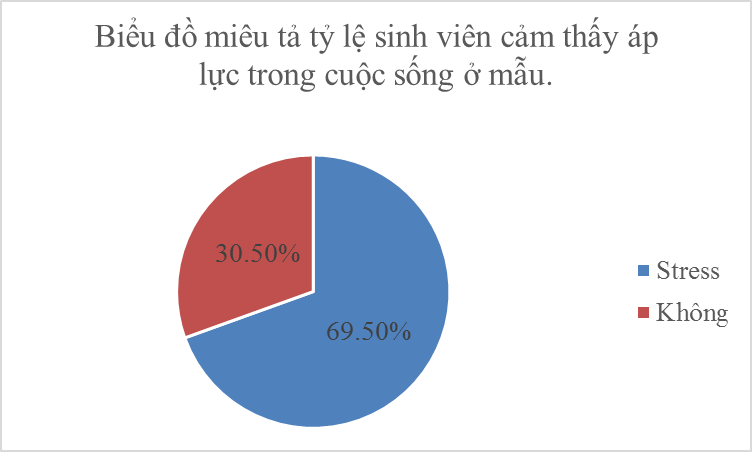 Biểu đồ miêu tả tỷ lệ sinh viên cảm thấy áp
lực trong cuộc sống ở mẫu.
30.50%
69.50%
Stress
Không